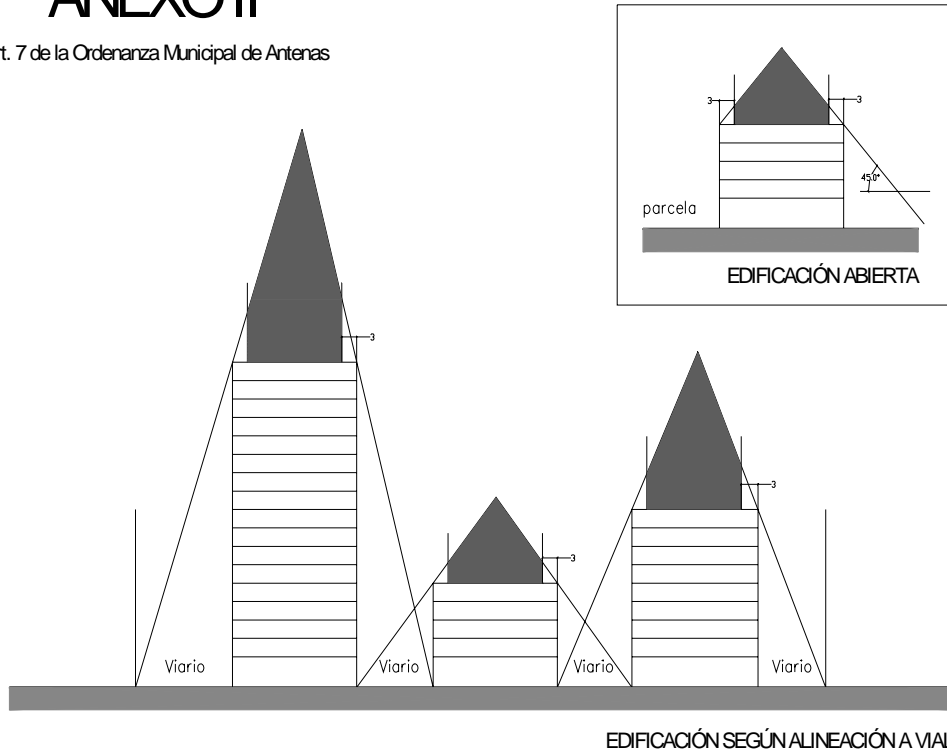 ANEXO II
rt. 7 de la Ordenanza Municipal de Antenas
3
3
45.0°
parcela
EDIFICACIÓN ABIERTA
3
3
3
Viario
Viario
Viario
Viario
EDIFICACIÓN SEGÚN ALINEACIÓN A VIAL